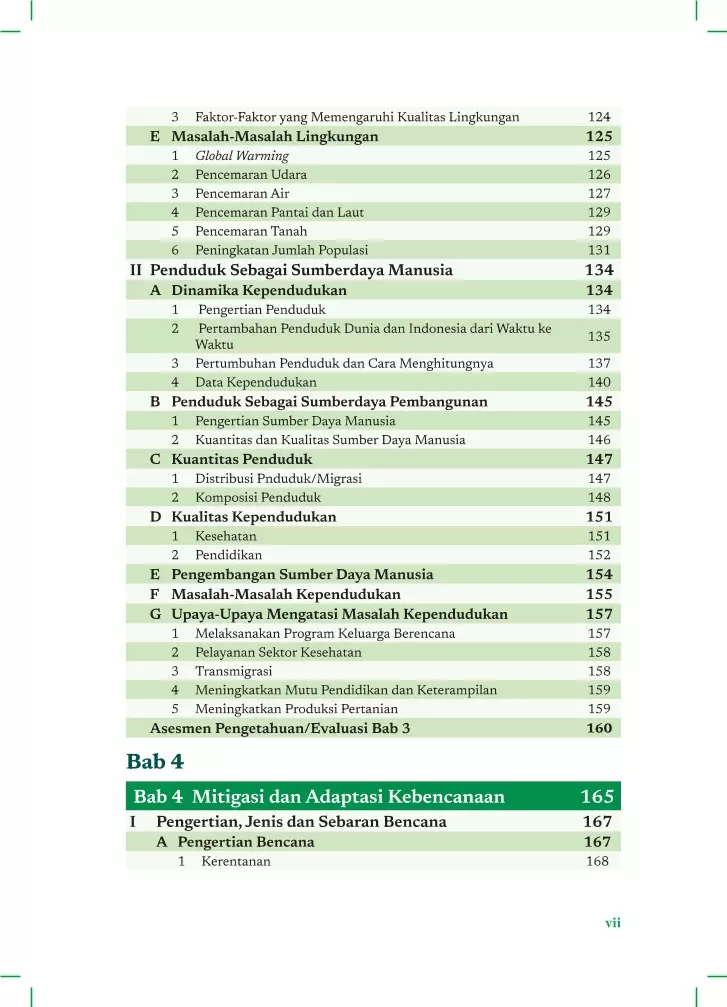 3 Faktor-Faktor yang Memengaruhi Kualitas Lingkungan 124
E Masalah-Masalah Lingkungan 125
1 Global Warming 125
2 Pencemaran Udara 126
3 Pencemaran Air 127
4 Pencemaran Pantai dan Laut 129
5 Pencemaran Tanah 129
6 Peningkatan Jumlah Populasi 131
II Penduduk Sebagai Sumberdaya Manusia 134
A Dinamika Kependudukan 134
1 Pengertian Penduduk 134
2 Pertambahan Penduduk Dunia dan Indonesia dari Waktu ke
Waktu 135
3 Pertumbuhan Penduduk dan Cara Menghitungnya 137
4 Data Kependudukan 140
B Penduduk Sebagai Sumberdaya Pembangunan 145
1 Pengertian Sumber Daya Manusia 145
2 Kuantitas dan Kualitas Sumber Daya Manusia 146
C Kuantitas Penduduk 147
1 Distribusi Pnduduk/Migrasi 147
2 Komposisi Penduduk 148
D Kualitas Kependudukan 151
1 Kesehatan 151
2 Pendidikan 152
E Pengembangan Sumber Daya Manusia 154
F Masalah-Masalah Kependudukan 155
G Upaya-Upaya Mengatasi Masalah Kependudukan 157
1 Melaksanakan Program Keluarga Berencana 157
2 Pelayanan Sektor Kesehatan 158
3 Transmigrasi 158
4 Meningkatkan Mutu Pendidikan dan Keterampilan 159
5 Meningkatkan Produksi Pertanian 159
Asesmen Pengetahuan/Evaluasi Bab 3 160
Bab 4
Bab 4 Mitigasi dan Adaptasi Kebencanaan 165
I Pengertian, Jenis dan Sebaran Bencana 167
A Pengertian Bencana 167
1 Kerentanan 168
vii